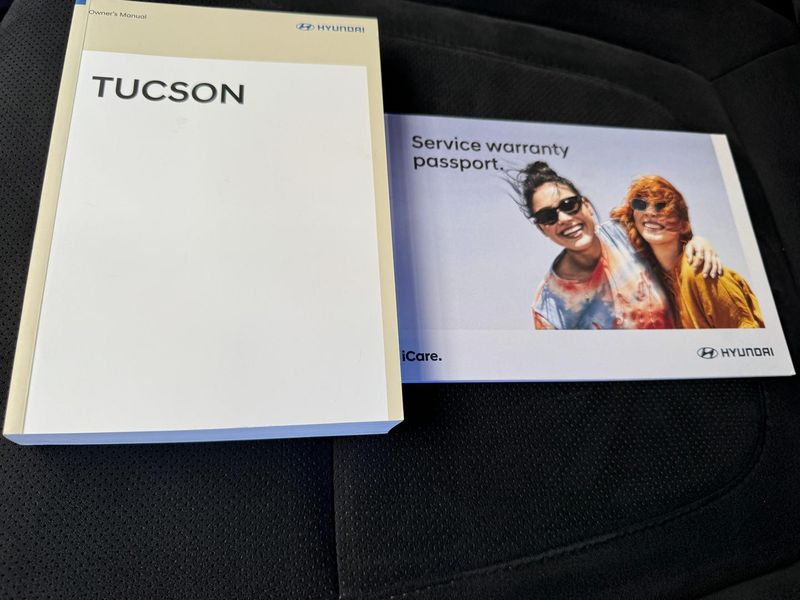 Owner's Manual
HYUNDAI
TUCSON
Service warranty
passport.
iCare.
HYUNDAI